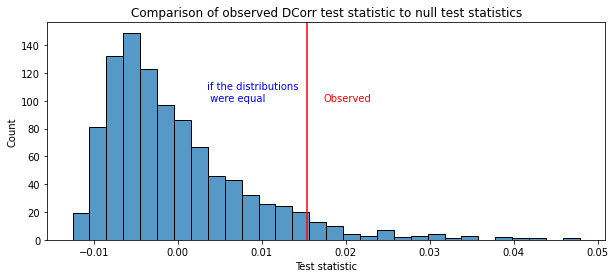 Comparison of observed DCorr test statistic to null test statistics
140
120
100
80
60
40
20
0
Count
if the distributions
were equal
Observed
−0.01
0.00
0.01
0.02
0.03
0.04
0.05
Test statistic